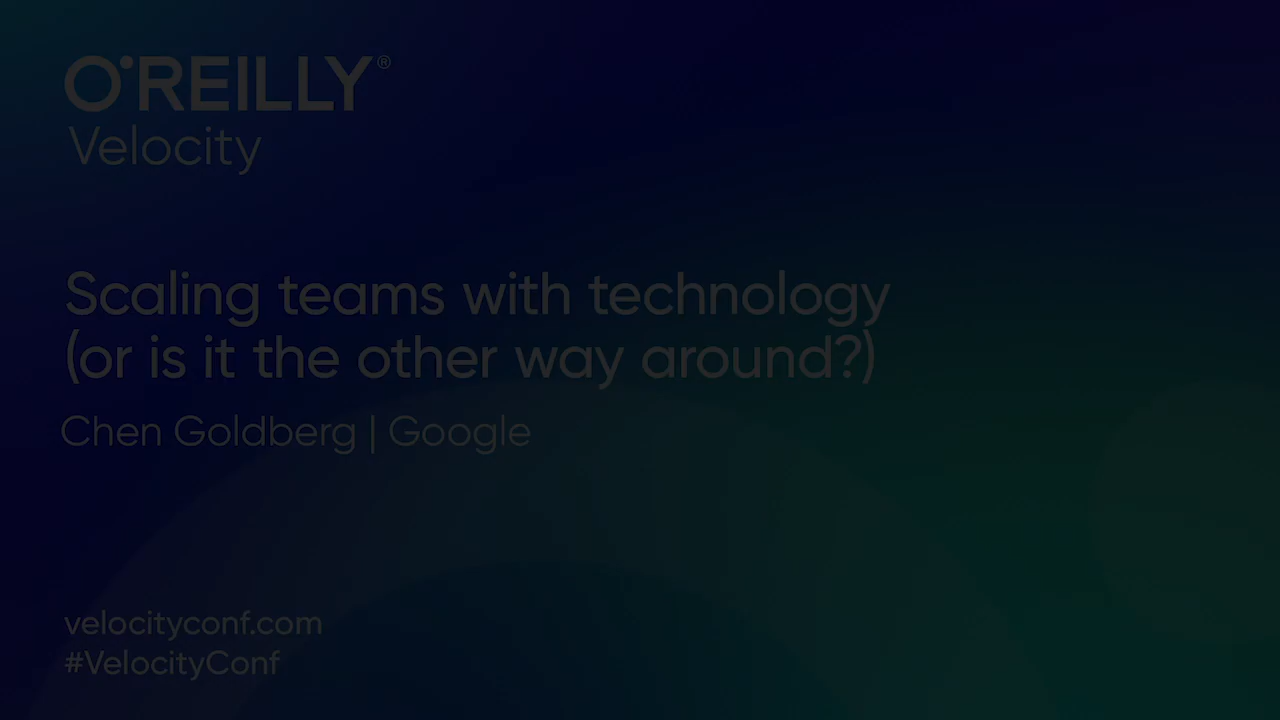 O'REILLY®
Velocity
Scaling teams with technology
(or is it the other way around?)
Chen Goldberg | Google
velocityconf.com
#VelocityConf